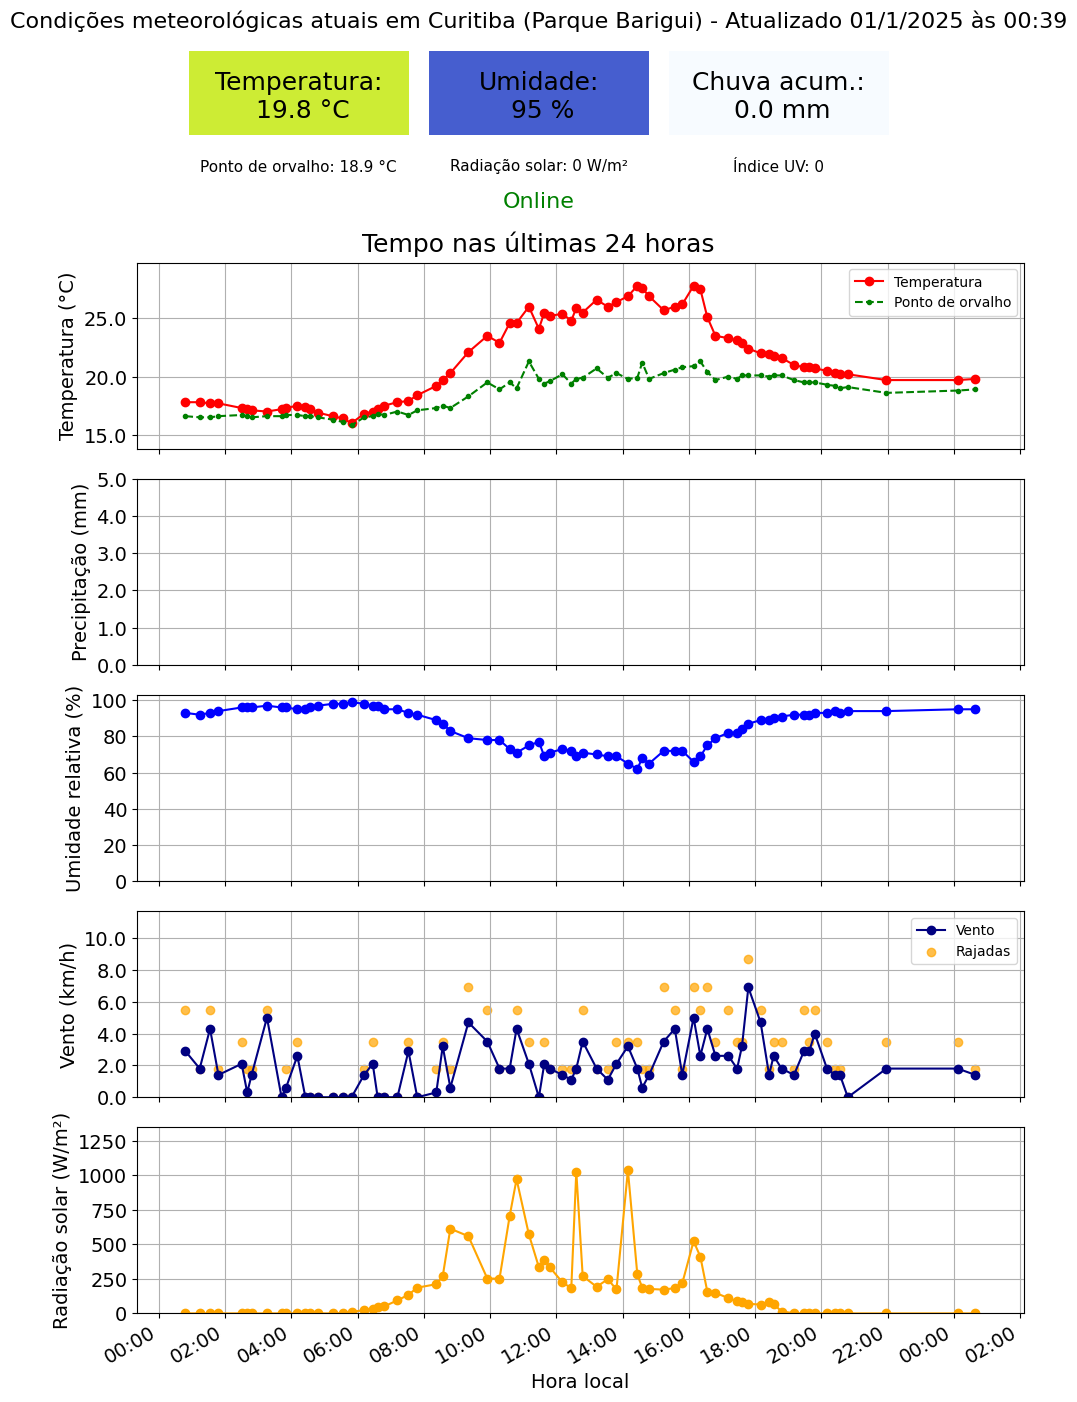 Condições meteorológicas atuais em Curitiba (Parque Barigui) - Atualizado 01/1/2025 às 00:39
Temperatura:
19.8 °C
Umidade:
95 %
Chuva acum.:
0.0 mm
Ponto de orvalho: 18.9 °C
Radiação solar: 0 W/m²
Índice UV: 0
Online
Tempo nas últimas 24 horas
Temperatura (°C)
25.0
20.0
15.0
Temperatura
Ponto de orvalho
Precipitação (mm)
5.0
4.0
3.0
2.0
1.0
0.0
Umidade relativa (%)
100
80
60
40
20
0
Vento (km/h)
10.0
8.0
6.0
4.0
2.0
0.0
Vento
Rajadas
Radiação solar (W/m²)
1250
1000
750
500
250
0
00:00
02:00
04:00
06:00
08:00
10:00
12:00
14:00
16:00
18:00
20:00
22:00
00:00
02:00
Hora local